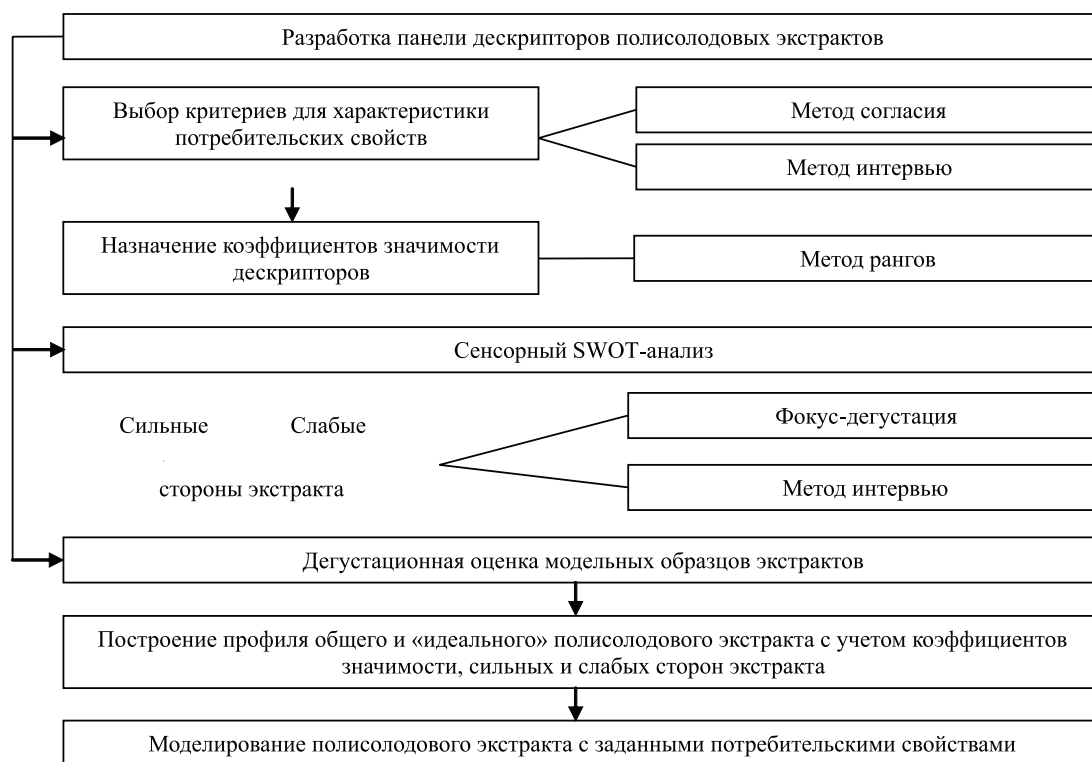 Разработка панели дескрипторов полисолодовых экстрактов
Выбор критериев для характеристики
потребительских свойств
Метод согласия
Метод интервью
Назначение коэффициентов значимости
дескрипторов
Метод рангов
Сенсорный SWOT-анализ
Сильные Слабые
стороны экстракта
Фокус-дегустация
Метод интервью
Дегустационная оценка модельных образцов экстрактов
Построение профиля общего и «идеального» полисолодового экстракта с учетом коэффициентов
значимости, сильных и слабых сторон экстракта
Моделирование полисолодового экстракта с заданными потребительскими свойствами